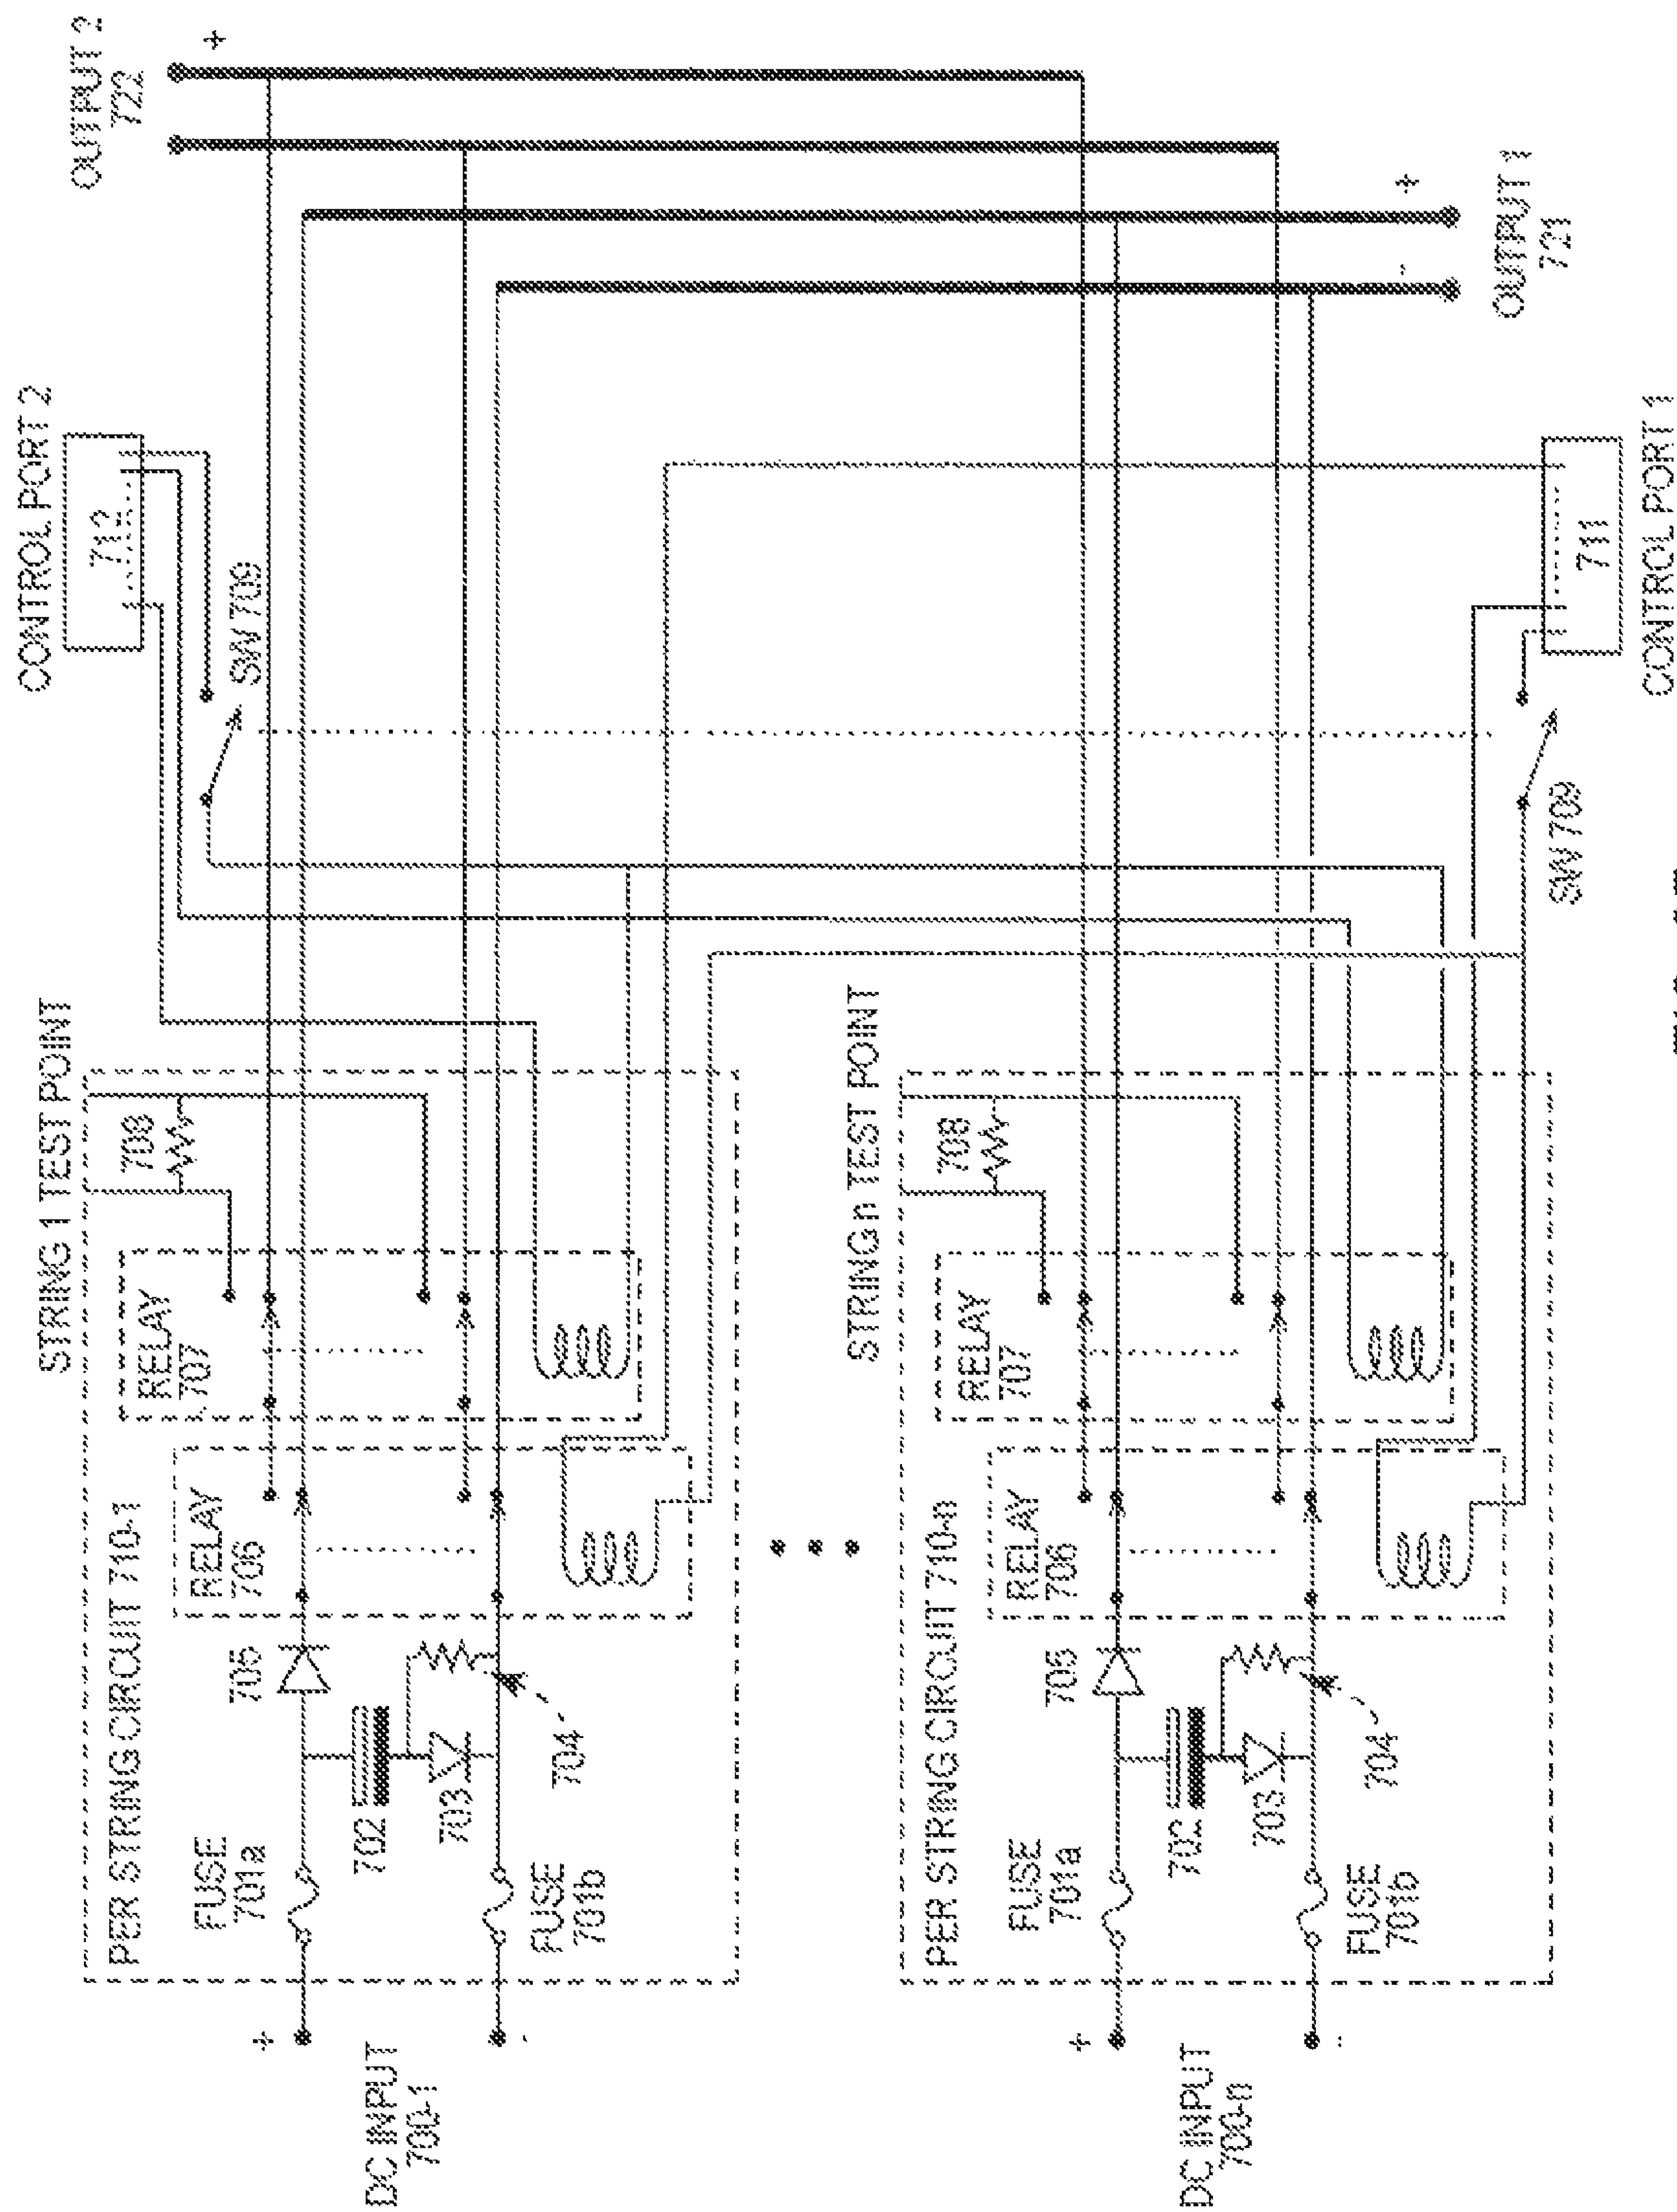 STRING 1 TEST POINT
CONTROL PORT 2
712
OUTPUT 2
722
+
SW 709
PER STRING CIRCUIT 710-1
RELAY
706
RELAY
707
708
FUSE
701a
705
702
703
704
FUSE
701b
DC INPUT
700-1
+
-
STRING n TEST POINT
PER STRING CIRCUIT 710-n
RELAY
706
RELAY
707
708
FUSE
701a
705
702
703
704
FUSE
701b
DC INPUT
700-n
+
-
SW 709
711
CONTROL PORT 1
+
-
OUTPUT 1
721